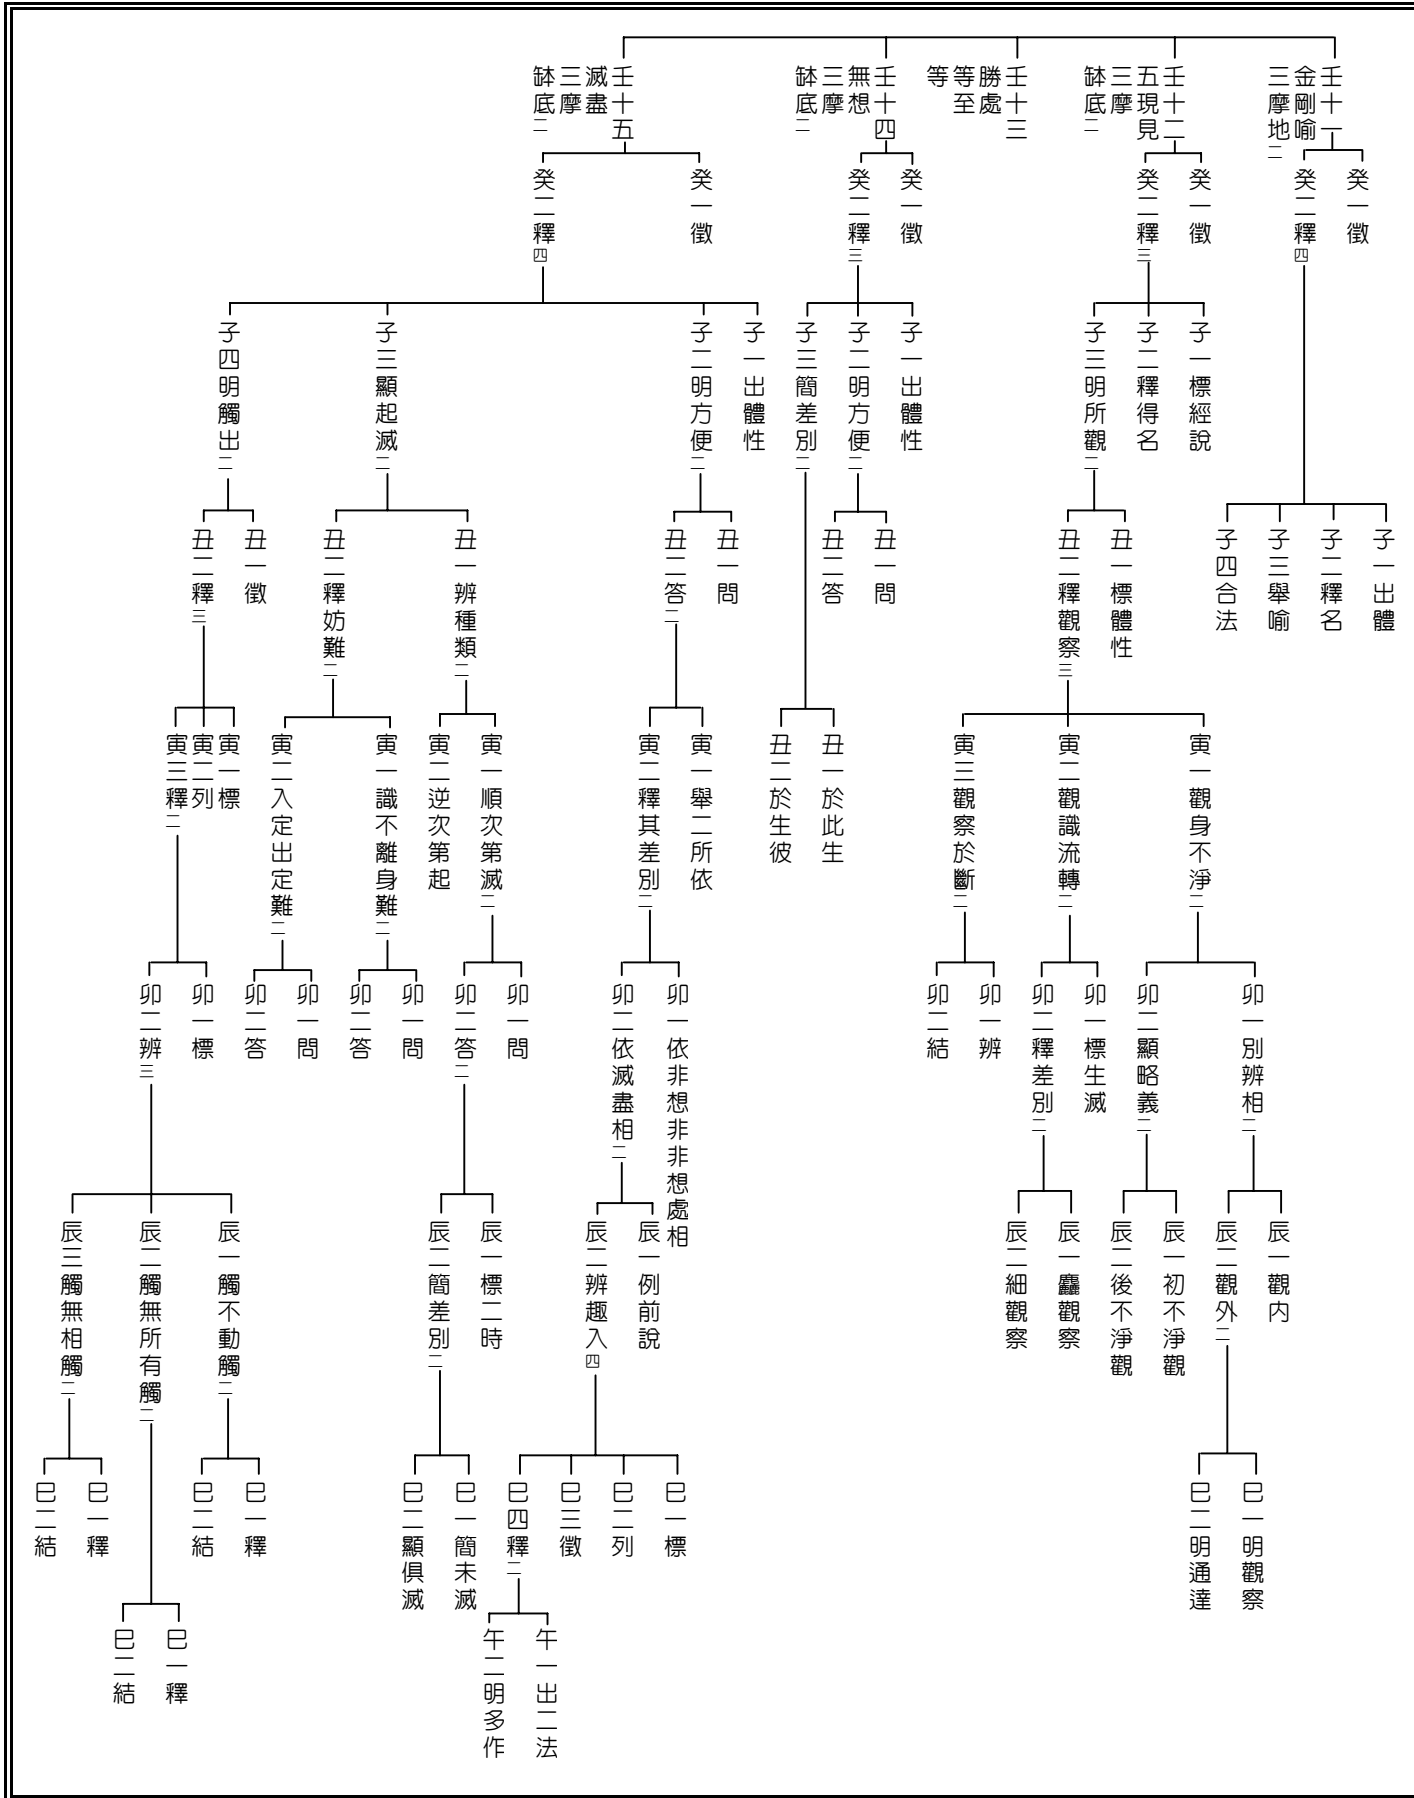 壬十一
金剛喻
三摩地二
壬十二
五現見
三摩
缽底二
壬十三
勝處
等至
等
壬十四
無想
三摩
缽底二
壬十五
滅盡
三摩
缽底二
癸一徵
癸二釋四
癸一徵
癸二釋三
癸一徵
癸二釋三
癸一徵
癸二釋四
子一標經說
子二釋得名
子三明所觀二
子一出體性
子二明方便二
子三簡差別二
子一出體性
子二明方便二
子三顯起滅二
子四明觸出二
子一出體
子二釋名
子三舉喻
子四合法
丑一標體性
丑二釋觀察三
丑一問
丑二答
丑一問
丑二答二
丑一辨種類二
丑二釋妨難二
丑一徵
丑二釋三
寅一觀身不淨二
寅二觀識流轉二
寅三觀察於斷二
丑一於此生
丑二於生彼
寅一舉二所依
寅二釋其差別二
寅一順次第滅二
寅二逆次第起
寅一識不離身難二
寅二入定出定難二
寅一標
寅二列
寅三釋二
卯一別辨相二
卯二顯略義二
卯一標生滅
卯二釋差別二
卯一辨
卯二結
卯一依非想非非想處相
卯二依滅盡相二
卯一問
卯二答二
卯一問
卯二答
卯一問
卯二答
卯一標
卯二辨三
辰一觀內
辰二觀外二
辰一初不淨觀
辰二後不淨觀
辰一麤觀察
辰二細觀察
辰一例前說
辰二辨趣入四
辰一標二時
辰二簡差別二
辰一觸不動觸二
辰二觸無所有觸二
辰三觸無相觸二
巳一明觀察
巳二明通達
巳一標
巳二列
巳三徵
巳四釋二
巳一簡未滅
巳二顯俱滅
巳一釋
巳二結
巳一釋
巳二結
巳一釋
巳二結
午一出二法
午二明多作